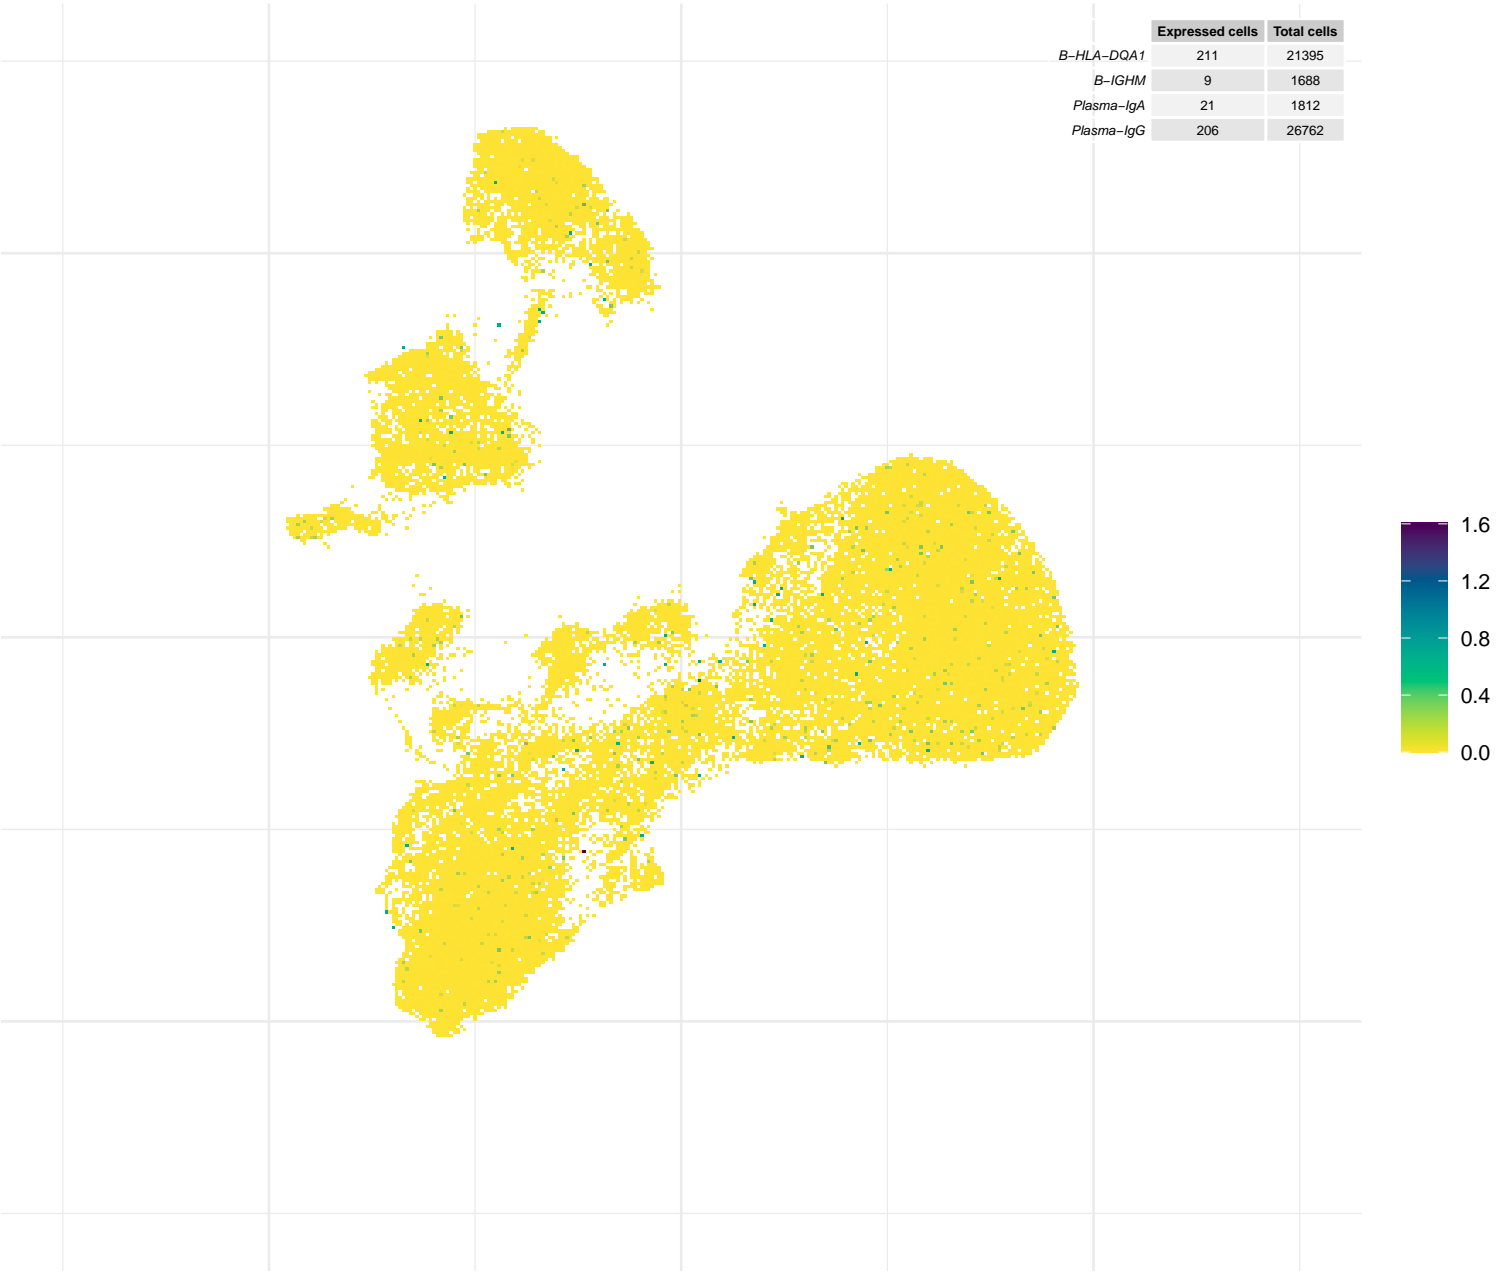 Expressed cells Total cells
B−HLA−DQA1 211 21395
B−IGHM 9 1688
Plasma−IgA 21 1812
Plasma−IgG 206 26762
1.6
1.2
0.8
0.4
0.0